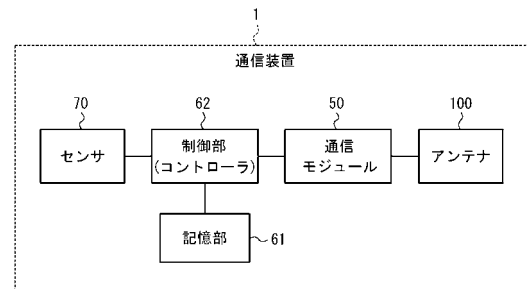 1
通信装置
70
62
50
100
センサ
制御部
(コントローラ)
通信
モジュール
アンテナ
記憶部
61